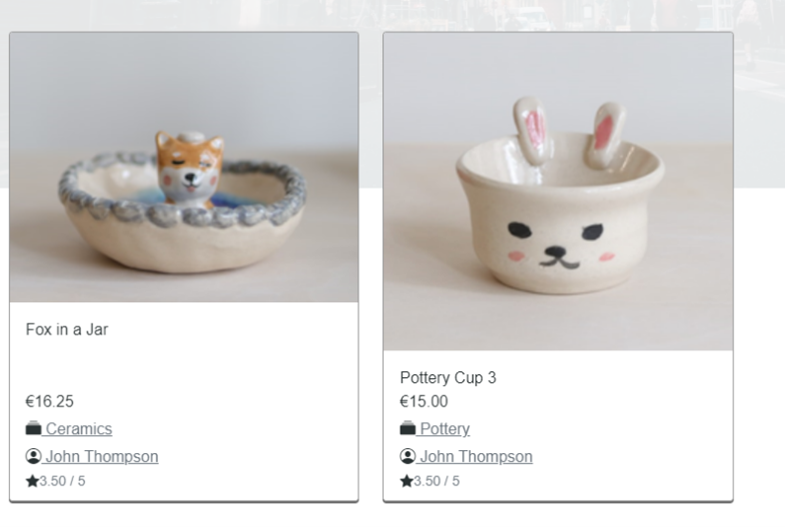 Fox in a Jar
€16.25
Ceramics
John Thompson
3.50 / 5
Pottery Cup 3
€15.00
Pottery
John Thompson
3.50 / 5